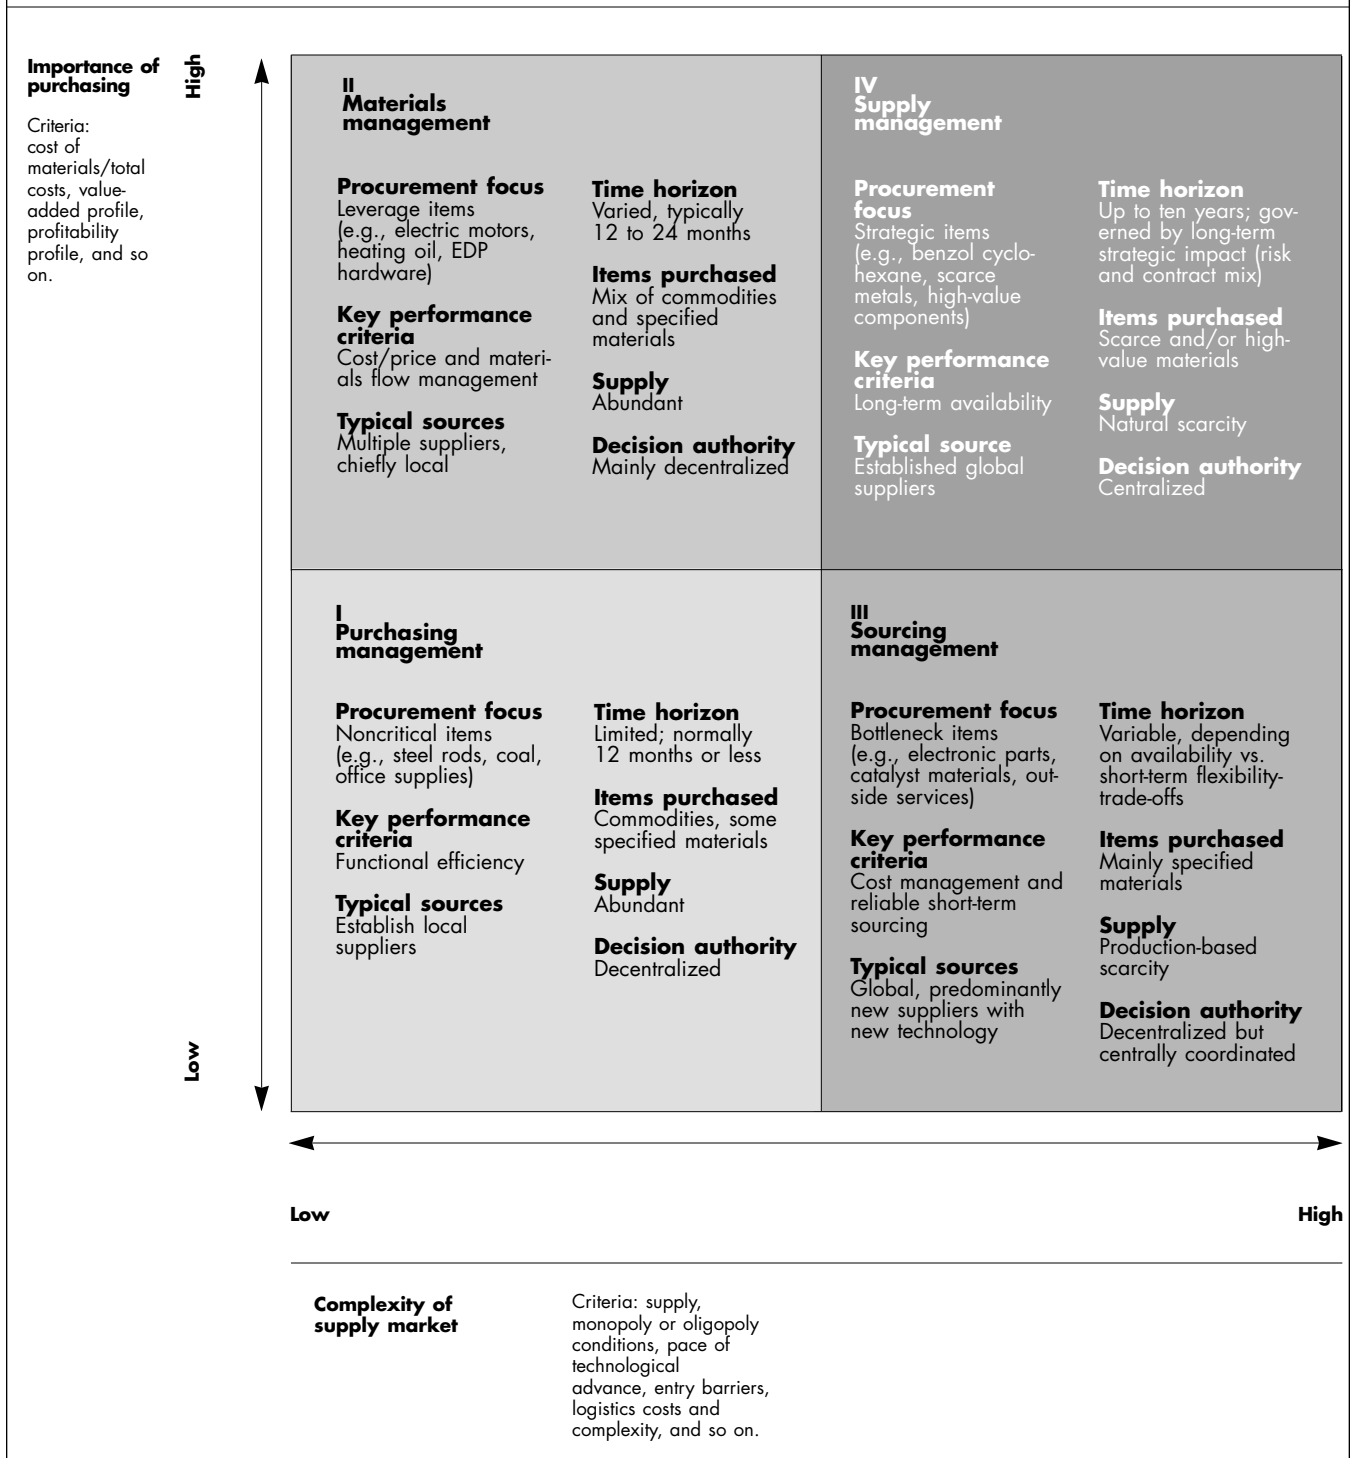 Importance of
purchasing
Criteria:
cost of
materials/total
costs, value-
added profile,
profitability
profile, and so
on.
High
Low
II
Materials
management
Procurement focus
Leverage items
(e.g., electric motors,
heating oil, EDP
hardware)
Key performance
criteria
Cost/price and materi-
als flow management
Typical sources
Multiple suppliers,
chiefly local
Time horizon
Varied, typically
12 to 24 months
Items purchased
Mix of commodities
and specified
materials
Supply
Abundant
Decision authority
Mainly decentralized
IV
Supply
management
Procurement
focus
Strategic items
(e.g., benzol cyclo-
hexane, scarce
metals, high-value
components)
Key performance
criteria
Long-term availability
Typical source
Established global
suppliers
Time horizon
Up to ten years; gov-
erned by long-term
strategic impact (risk
and contract mix)
Items purchased
Scarce and/or high-
value materials
Supply
Natural scarcity
Decision authority
Centralized
I
Purchasing
management
Procurement focus
Noncritical items
(e.g., steel rods, coal,
office supplies)
Key performance
criteria
Functional efficiency
Typical sources
Establish local
suppliers
Time horizon
Limited; normally
12 months or less
Items purchased
Commodities, some
specified materials
Supply
Abundant
Decision authority
Decentralized
III
Sourcing
management
Procurement focus
Bottleneck items
(e.g., electronic parts,
catalyst materials, out-
side services)
Key performance
criteria
Cost management and
reliable short-term
sourcing
Typical sources
Global, predominantly
new suppliers with
new technology
Time horizon
Variable, depending
on availability vs.
short-term flexibility-
trade-offs
Items purchased
Mainly specified
materials
Supply
Production-based
scarcity
Decision authority
Decentralized but
centrally coordinated
Low
High
Complexity of
supply market
Criteria: supply,
monopoly or oligopoly
conditions, pace of
technological
advance, entry barriers,
logistics costs and
complexity, and so on.